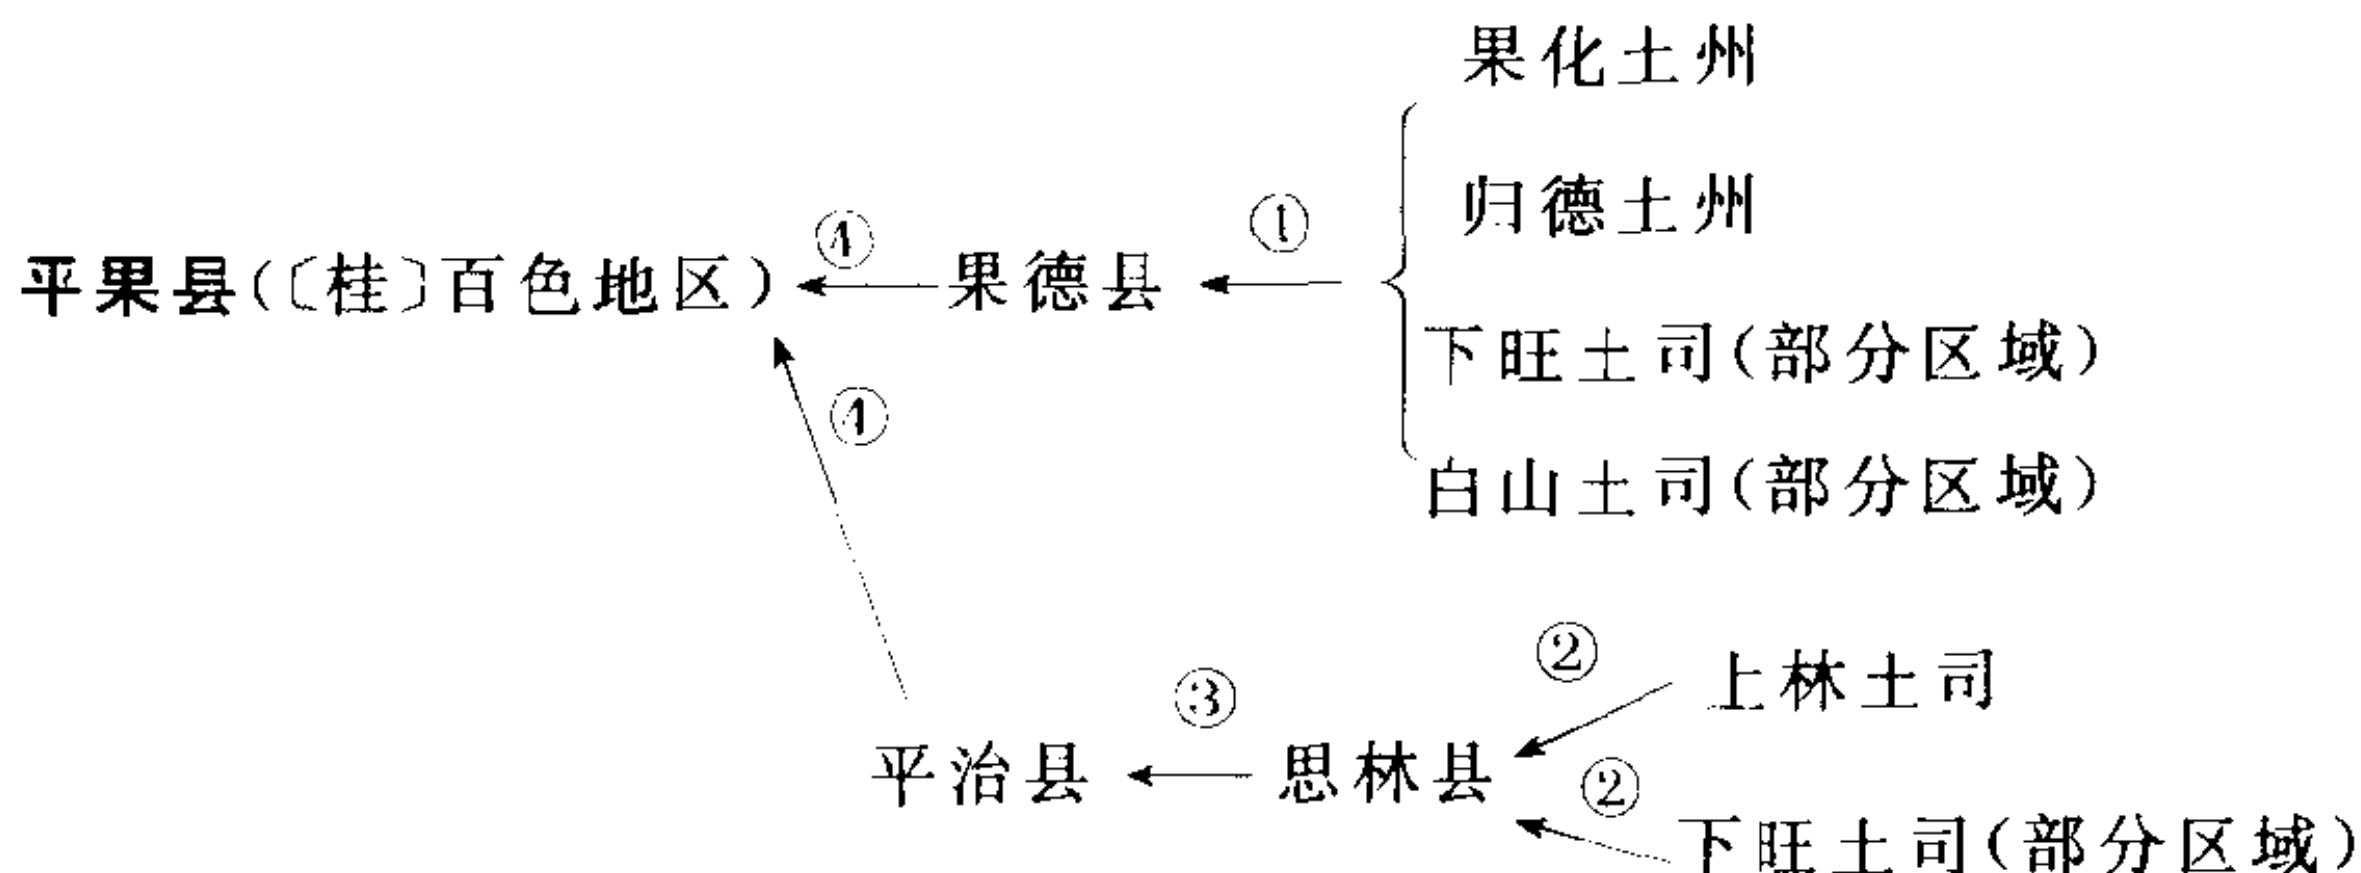 果化土州
归德土州
④ ①
平果县(〔桂〕百色地区) 果德县
下旺土司(部分区域)
④
白山土司(部分区域)
② 上林土司
③
平治县 思林县
②
下旺土司(部分区域)